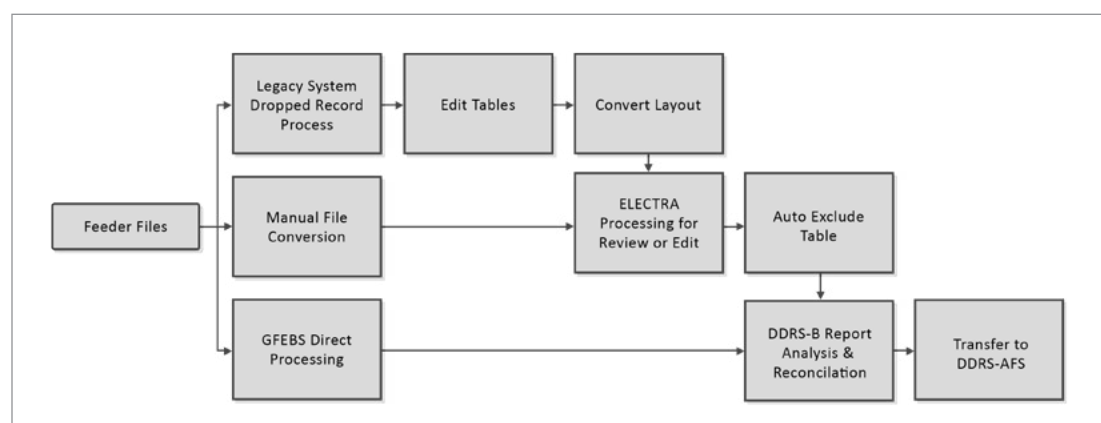 Legacy System
Dropped Record
Process
Edit Tables
Convert Layout
Feeder Files
Manual File
Conversion
ELECTRA
Processing for
Review or Edit
Auto Exclude
Table
GFEBS Direct
Processing
DDRS-B Report
Analysis &
Reconcilation
Transfer to
DDRS-AFS